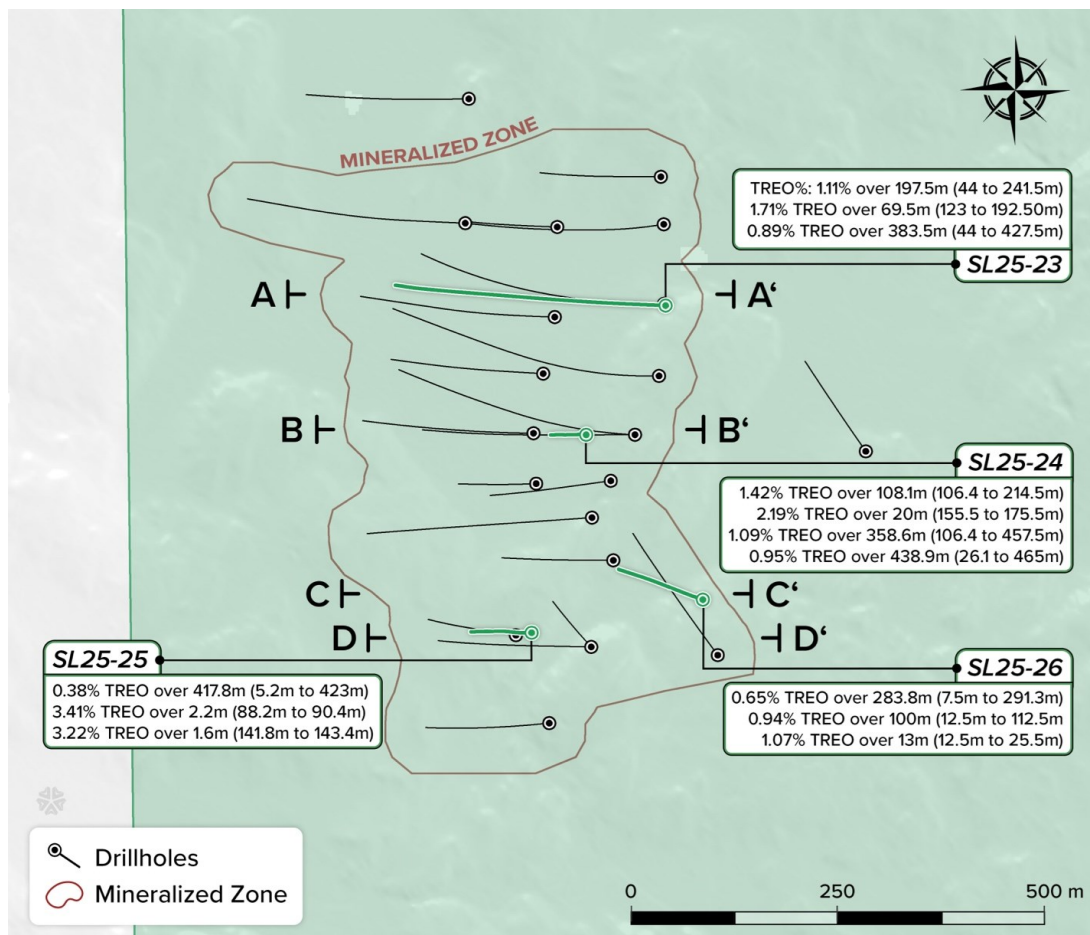 MINERALIZED ZONE
TREO%: 1.11% over 197.5m (44 to 241.5m)
1.71% TREO over 69.5m (123 to 192.50m)
0.89% TREO over 383.5m (44 to 427.5m)
SL25-23
A
A‘
B
B‘
SL25-24
1.42% TREO over 108.1m (106.4 to 214.5m)
2.19% TREO over 20m (155.5 to 175.5m)
1.09% TREO over 358.6m (106.4 to 457.5m)
0.95% TREO over 438.9m (26.1 to 465m)
C
C‘
D
D‘
SL25-25
0.38% TREO over 417.8m (5.2m to 423m)
3.41% TREO over 2.2m (88.2m to 90.4m)
3.22% TREO over 1.6m (141.8m to 143.4m)
SL25-26
0.65% TREO over 283.8m (7.5m to 291.3m)
0.94% TREO over 100m (12.5m to 112.5m
1.07% TREO over 13m (12.5m to 25.5m)
Drillholes
Mineralized Zone
0 250 500 m